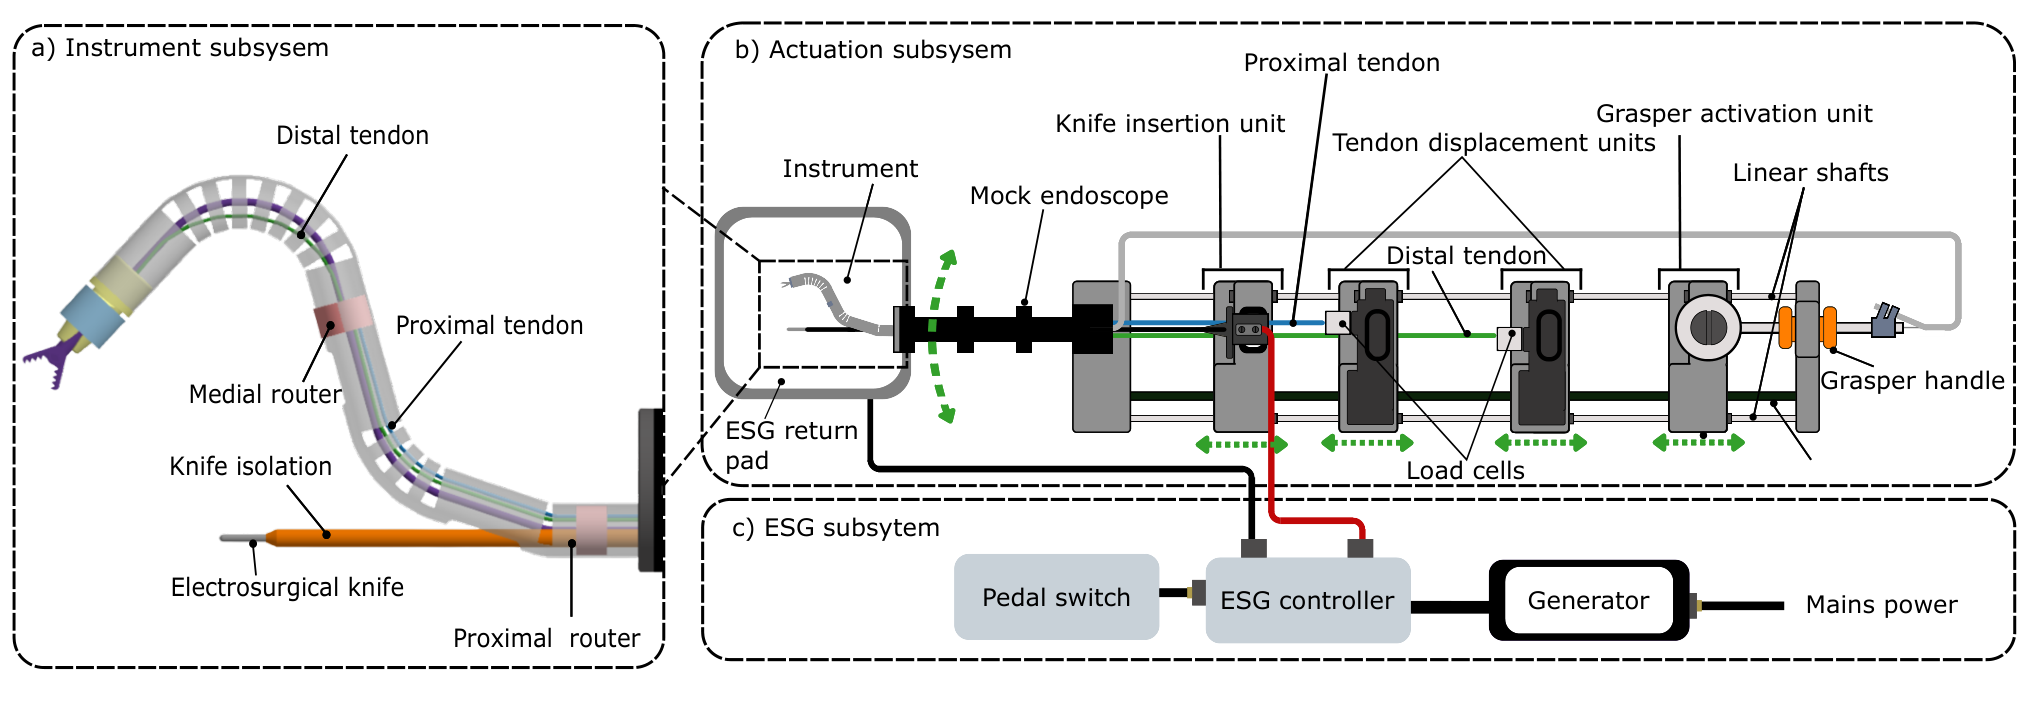 a) Instrument subsysem
Distal tendon
Proximal tendon
Medial router
Knife isolation
Electrosurgical knife
Proximal router
b) Actuation subsysem
Proximal tendon
Knife insertion unit
Grasper activation unit
Tendon displacement units
Instrument
Linear shafts
Mock endoscope
Distal tendon
Grasper handle
ESG return
pad
Load cells
c) ESG subsytem
Pedal switch
ESG controller
Generator
Mains power